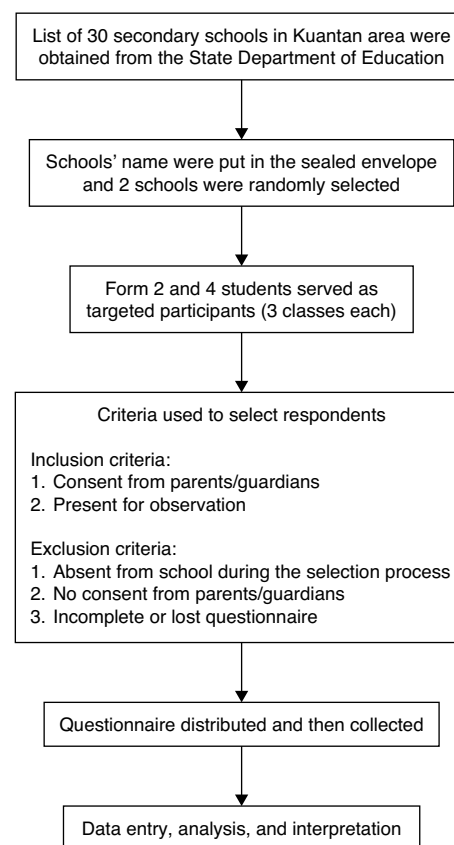 List of 30 secondary schools in Kuantan area were
obtained from the State Department of Education
Schools’ name were put in the sealed envelope
and 2 schools were randomly selected
Form 2 and 4 students served as
targeted participants (3 classes each)
Criteria used to select respondents
Inclusion criteria:
1. Consent from parents/guardians
2. Present for observation
Exclusion criteria:
1. Absent from school during the selection process
2. No consent from parents/guardians
3. Incomplete or lost questionnaire
Questionnaire distributed and then collected
Data entry, analysis, and interpretation